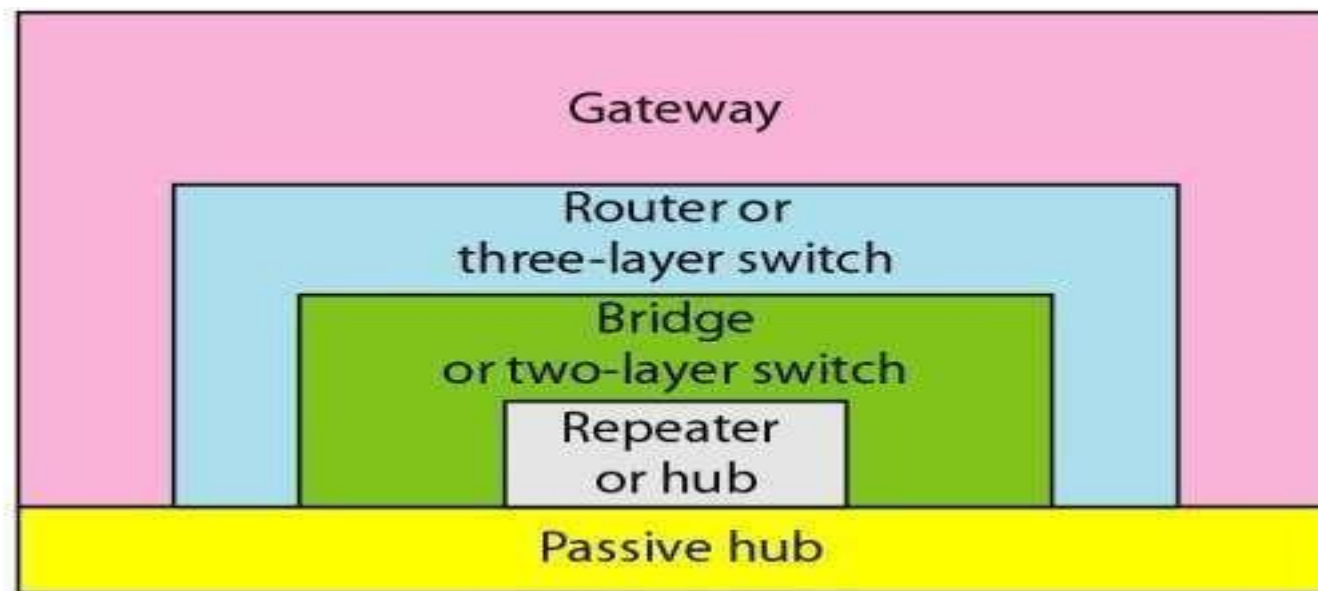 Gateway
Router or
three-layer switch
Bridge
or two-layer switch
Repeater
or hub
Passive hub